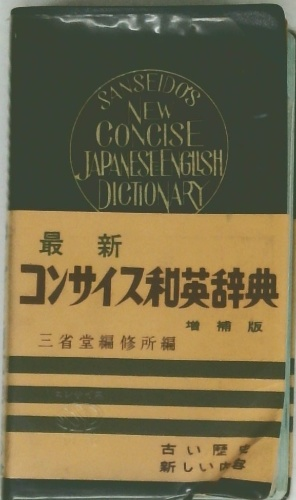 SANSEIDO'S
NEW
CONCISE
JAPANESE-ENGLISH
DICTIONARY
最新
コンサイス和英辞典
増補版
三省堂編修所編
古い歴史
新しい内容